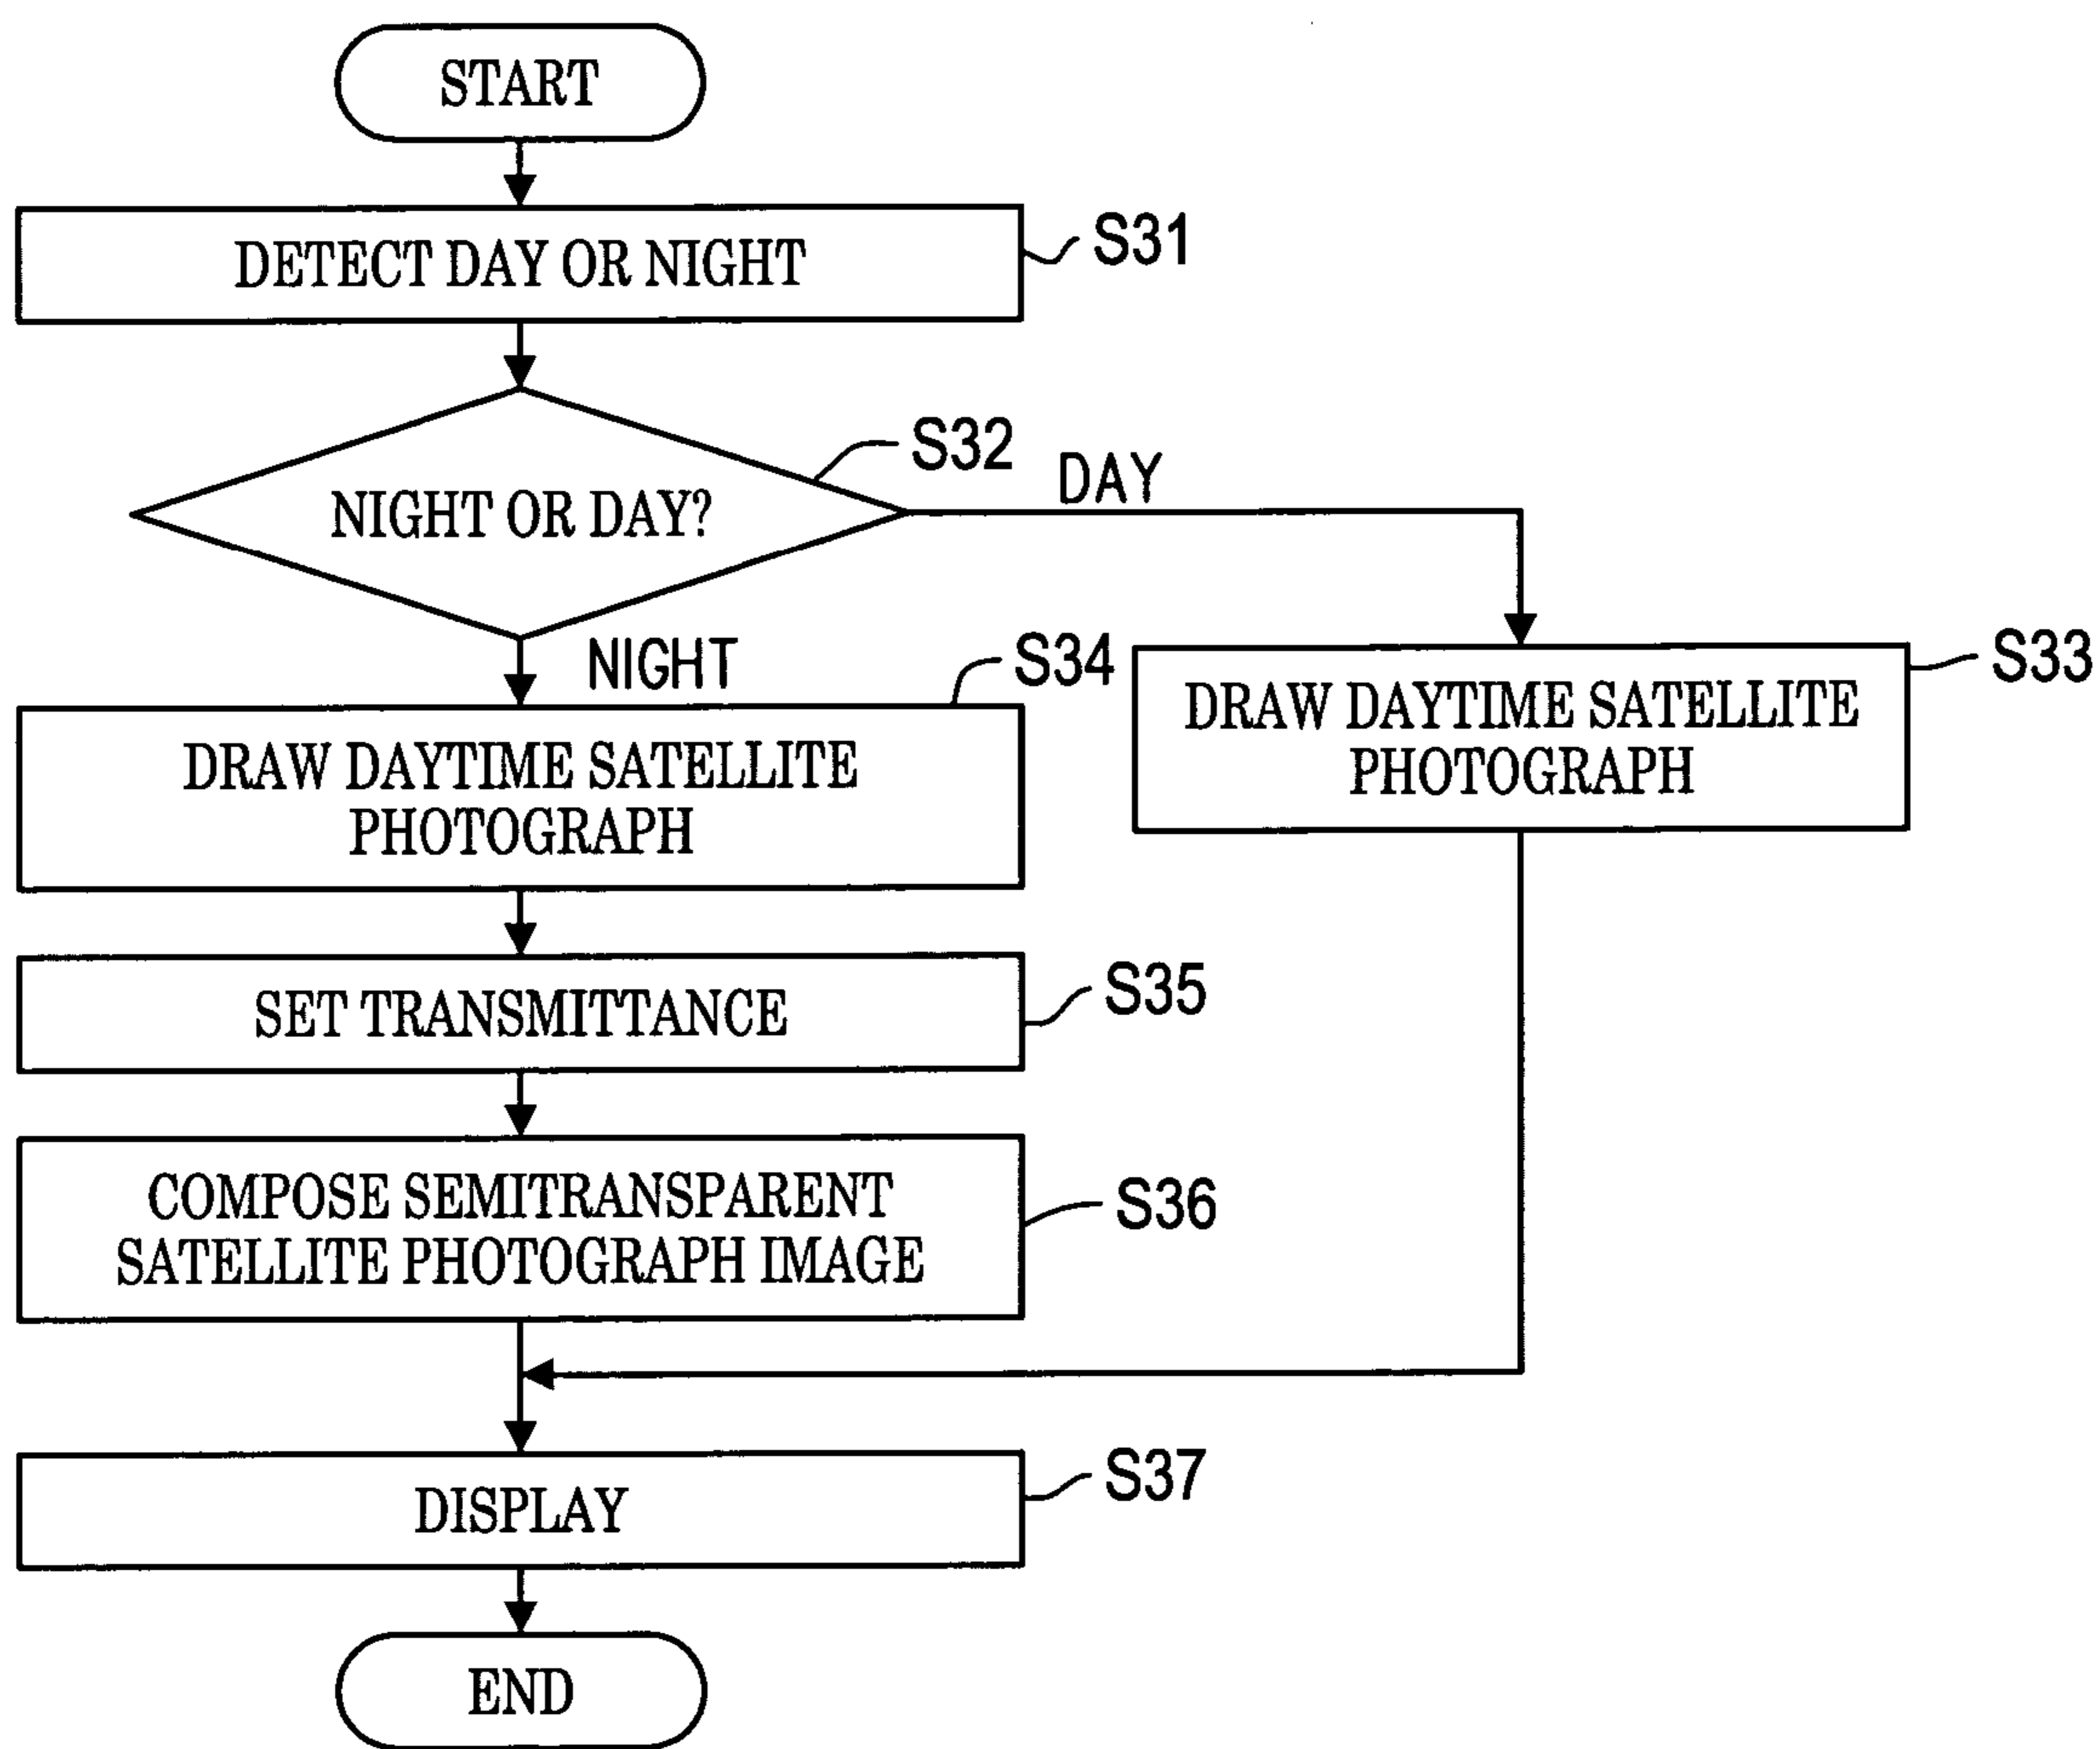 START
DETECT DAY OR NIGHT
S31
S32
NIGHT OR DAY?
DAY
NIGHT
S34
DRAW DAYTIME SATELLITE
PHOTOGRAPH
S33
DRAW DAYTIME SATELLITE
PHOTOGRAPH
SET TRANSMITTANCE
S35
COMPOSE SEMITRANSPARENT
SATELLITE PHOTOGRAPH IMAGE
S36
DISPLAY
S37
END